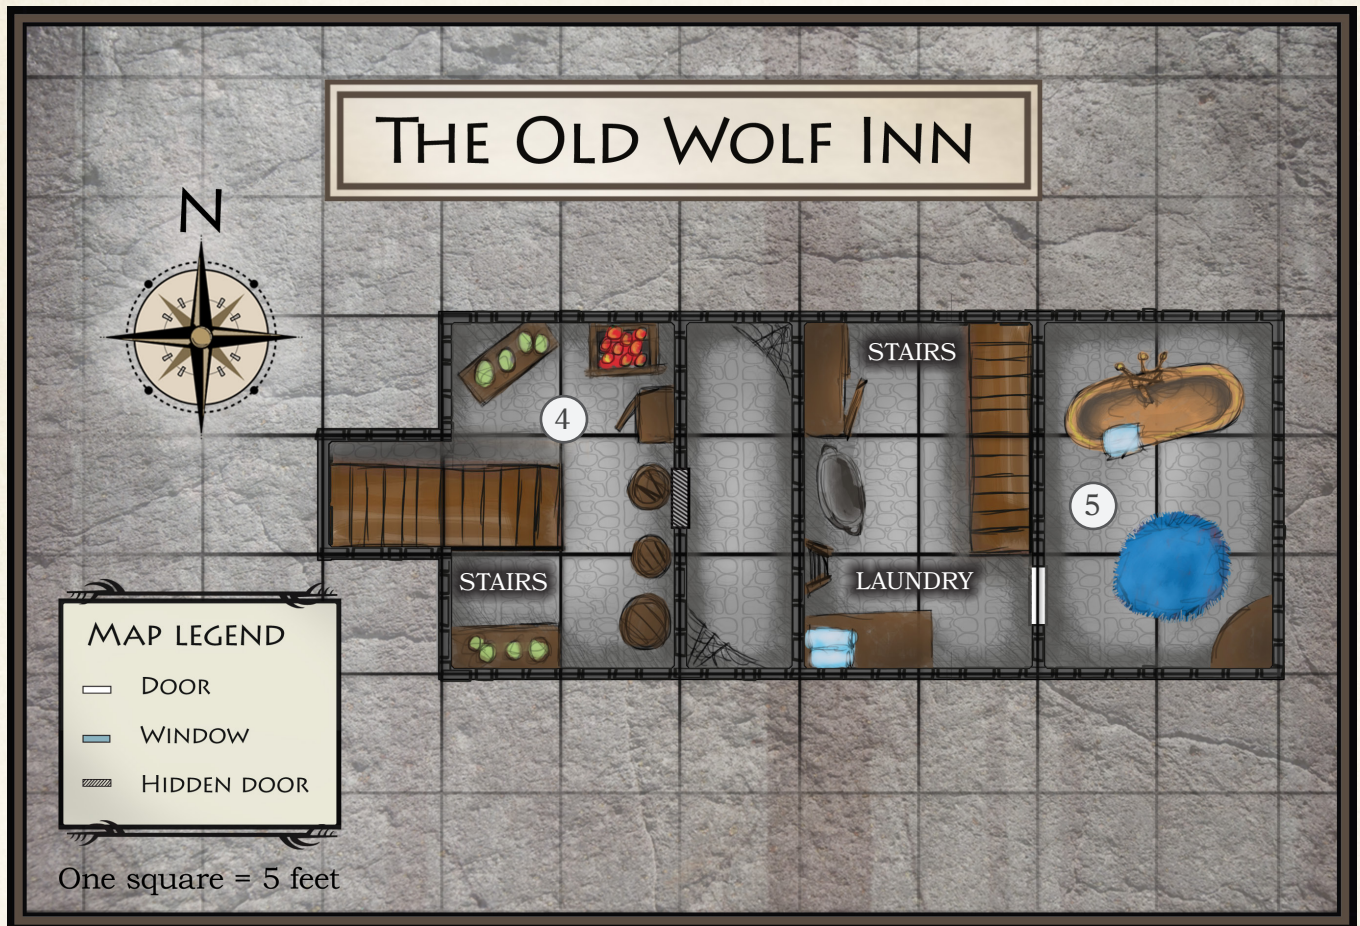 THE OLD WOLF INN
N
STAIRS
4
5
STAIRS
LAUNDRY
MAP LEGEND
DOOR
WINDOW
HIDDEN DOOR
One square = 5 feet